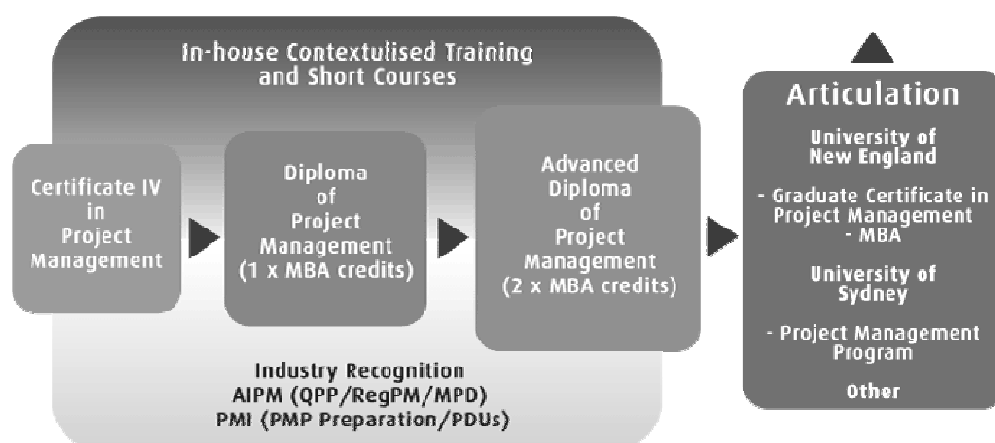 In-house Contextulised Training
and Short Courses
Certificate IV
in
Project
Management
Diploma
of
Project
Management
(1 x MBA credits)
Advanced
Diploma
of
Project
Management
(2 x MBA credits)
Industry Recognition
AIPM (QPP/RegPM/MPD)
PMI (PMP Preparation/PDUs)
Articulation
University of
New England
- Graduate Certificate in
Project Management
- MBA
University of
Sydney
- Project Management
Program
Other